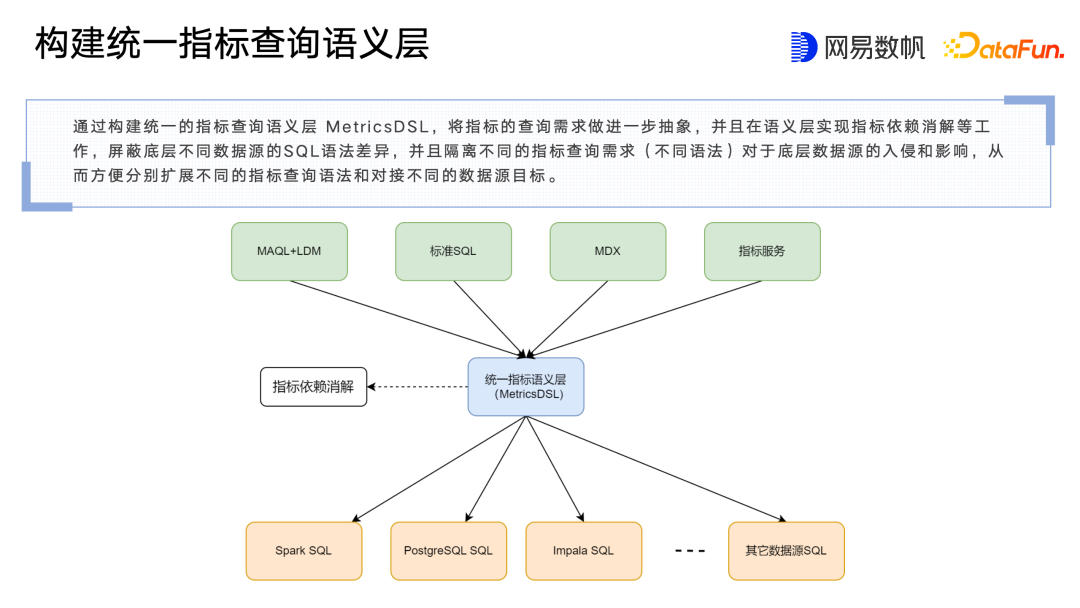 构建统一指标查询语义层
网易数帆
DataFun.
通过构建统一的指标查询语义层 MetricsDSL，将指标的查询需求做进一步抽象，并且在语义层实现指标依赖消解等工
作，屏蔽底层不同数据源的SQL语法差异，并且隔离不同的指标查询需求（不同语法）对于底层数据源的入侵和影响，从
而方便分别扩展不同的指标查询语法和对接不同的数据源目标。
MAQL+LDM
标准SQL
MDX
指标服务
指标依赖消解
统一指标语义层
（MetricsDSL）
Spark SQL
PostgreSQL SQL
Impala SQL
其它数据源SQL